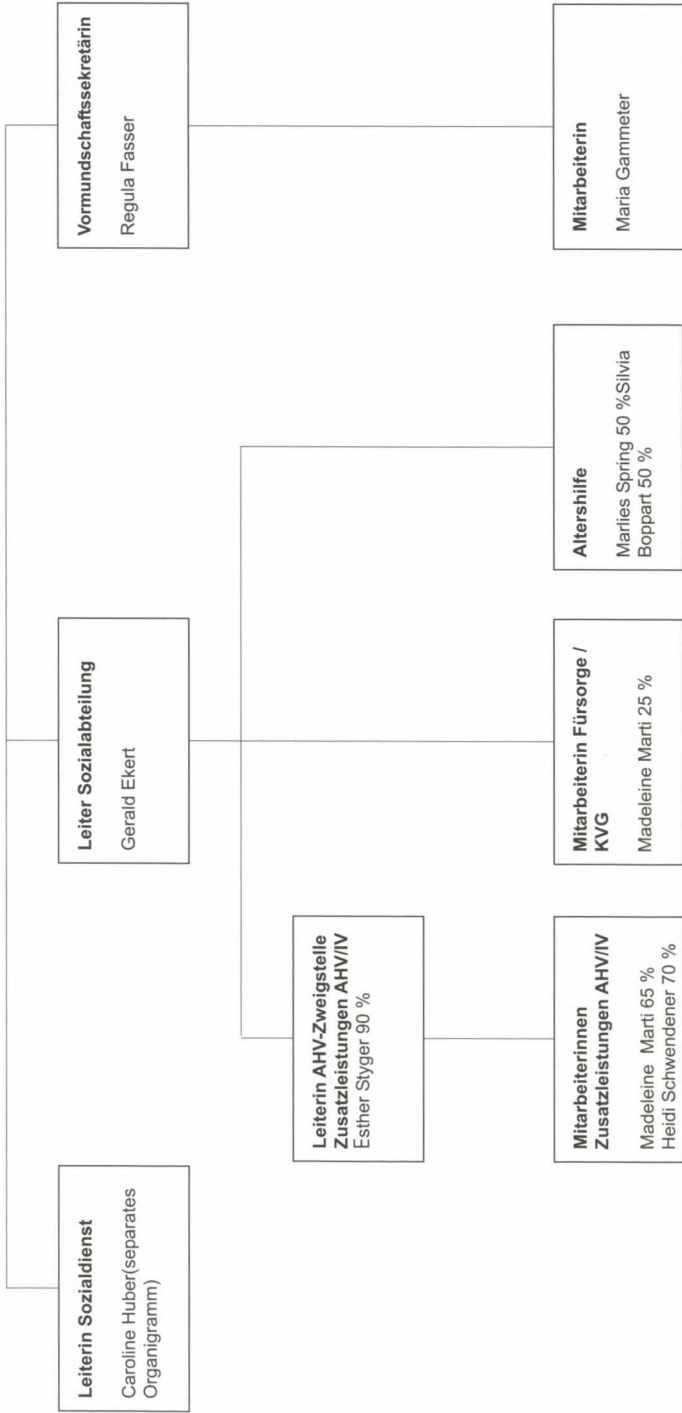 Leiterin Sozialdienst
Caroline Huber(separates
Organigramm)
Leiter Sozialabteilung
Gerald Ekert
Vormundschaftssekretärin
Regula Fasser
Leiterin AHV-Zweigstelle
Zusatzleistungen AHV/IV
Esther Styger 90 %
Mitarbeiterinnen
Zusatzleistungen AHV/IV
Madeleine Marti 65 %
Heidi Schwendener 70 %
Mitarbeiterin Fürsorge /
KVG
Madeleine Marti 25 %
Altershilfe
Marlies Spring 50 %Silvia
Boppart 50 %
Mitarbeiterin
Maria Gammeter